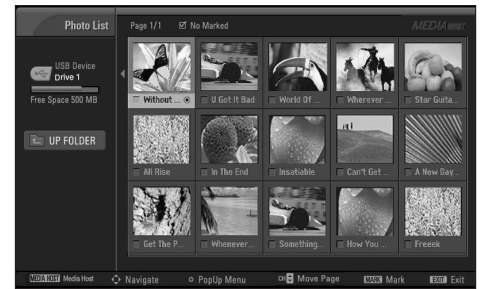 Photo List
Page 1/1 No Marked
MEDIA HOST
USB Device
Drive 1
Free Space 500 MB
UP FOLDER
Without ...
U Got It Bad
World Of ...
Wherever ...
Star Guita...
All Rise
In The End
Insatiable
Can't Get ...
A New Day...
Get The P...
Whenever...
Something...
How You ...
Freeek
MEDIA HOST Media Host
Navigate
PopUp Menu
CH Move Page
MARK Mark
EXIT Exit